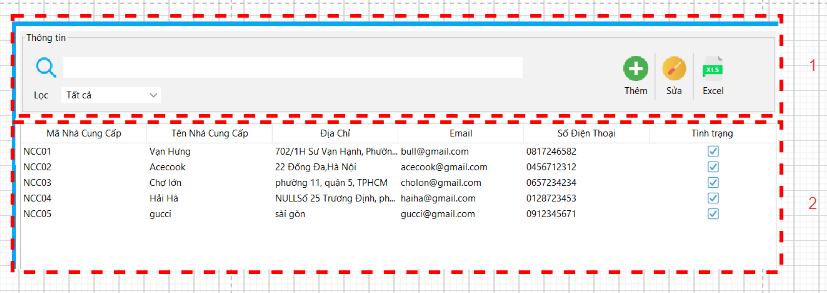 Thông tin
1
XLS
Thêm Sửa Excel
Lọc Tất cả
Mã Nhà Cung Cấp Tên Nhà Cung Cấp Địa Chỉ Email Số Điện Thoại Tình trạng
NCC01 Vạn Hưng 702/1H Sư Vạn Hạnh, Phườn... bull@gmail.com 0817246582
NCC02 Acecook 22 Đống Đa,Hà Nội acecook@gmail.com 0456712312
NCC03 Chợ lớn phường 11, quận 5, TPHCM cholon@gmail.com 0657234234
NCC04 Hải Hà NULLSố 25 Trương Định, ph... haiha@gmail.com 0128723453
2
NCC05 gucci sài gòn gucci@gmail.com 0912345671